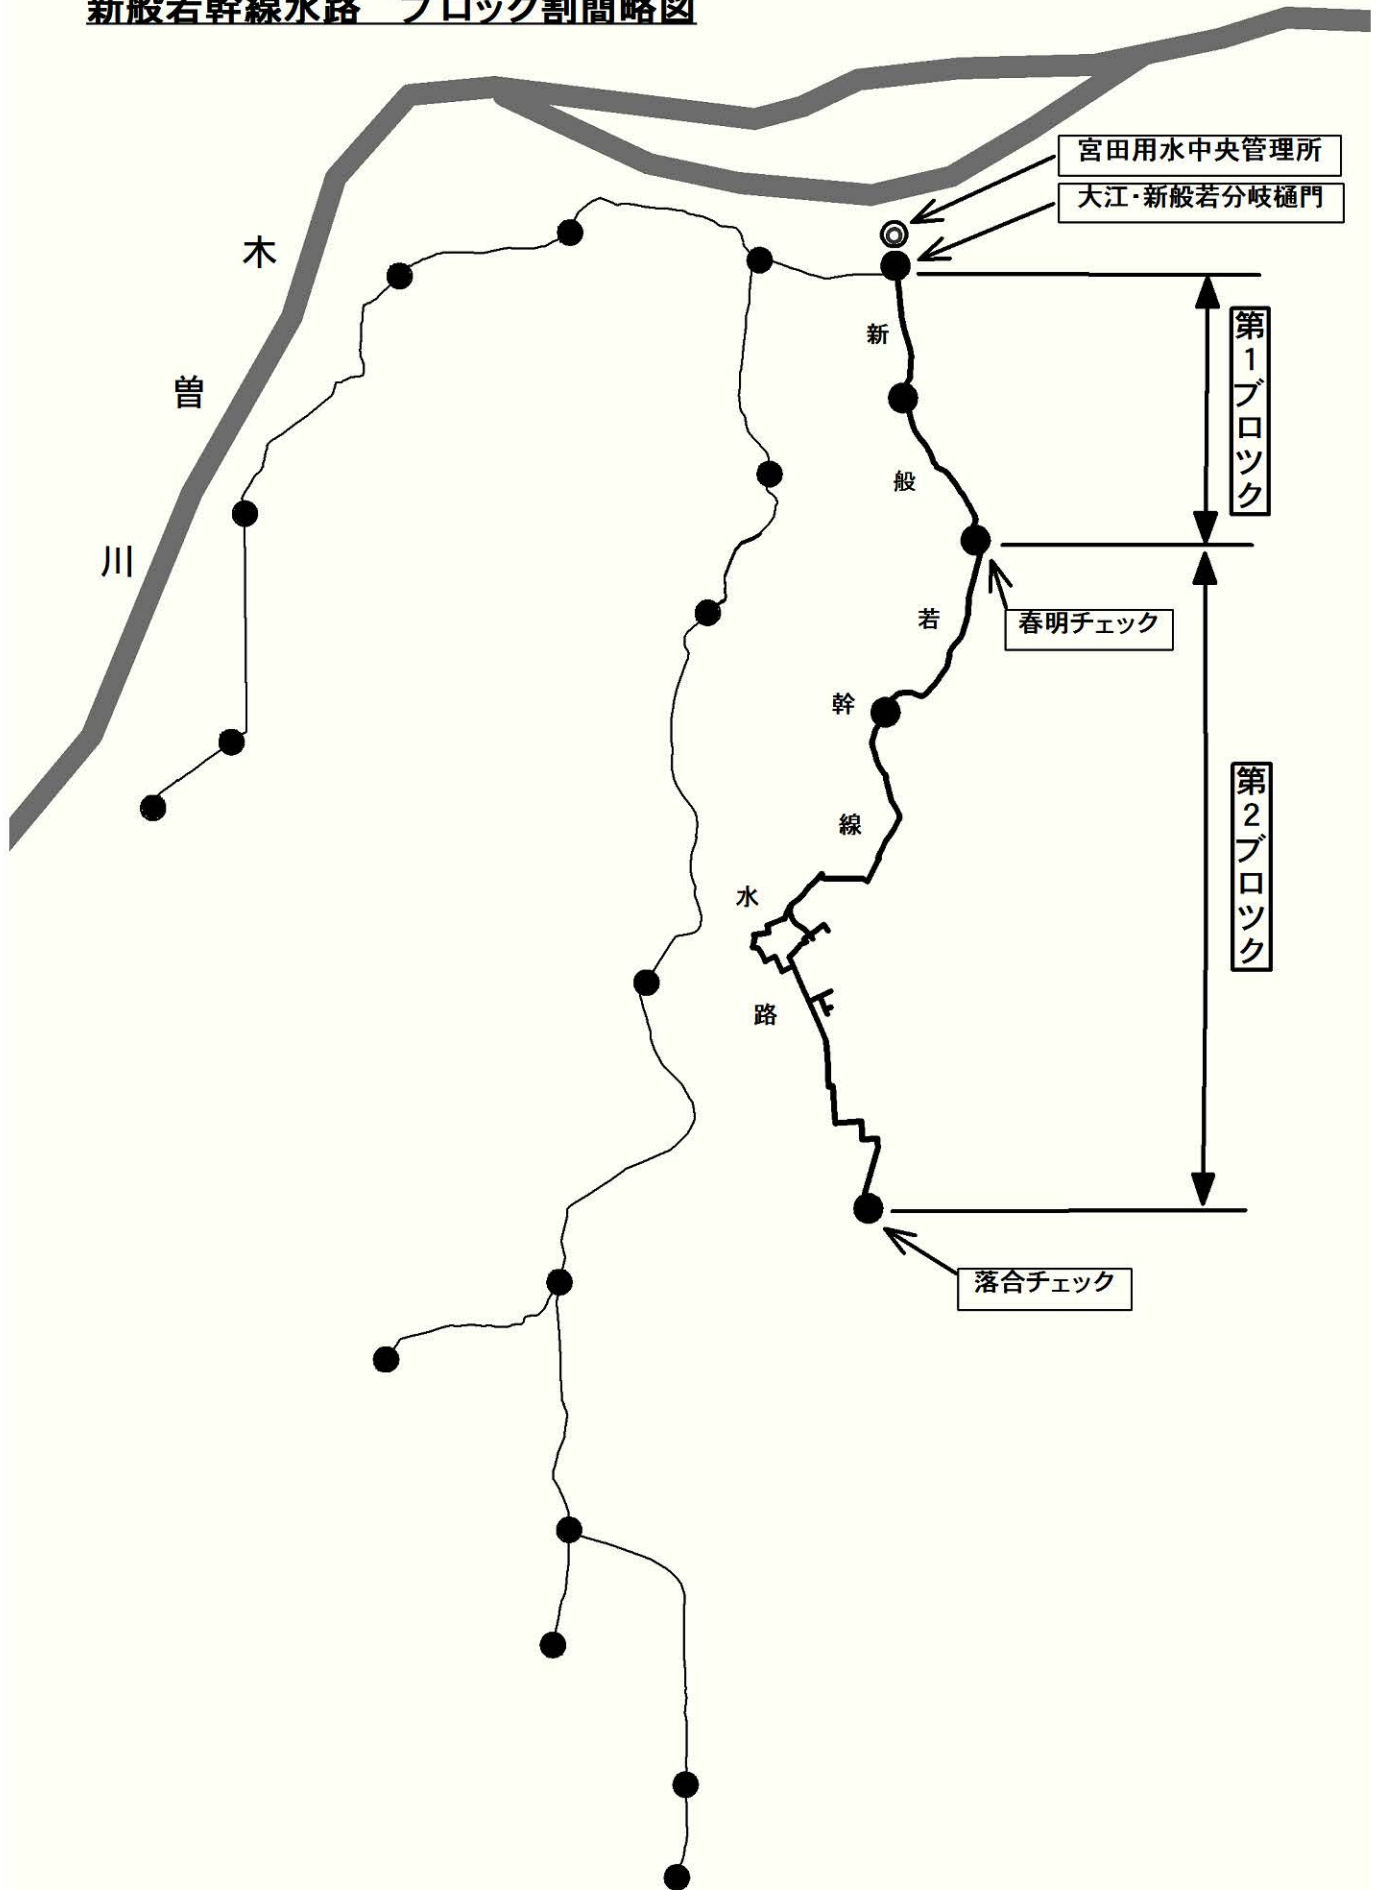 新般若幹線水路　ブロック割簡略図
宮田用水中央管理所
大江・新般若分岐樋門
木曽川
新般若幹線水路
第1ブロツク
春明チェック
第2ブロツク
落合チェック